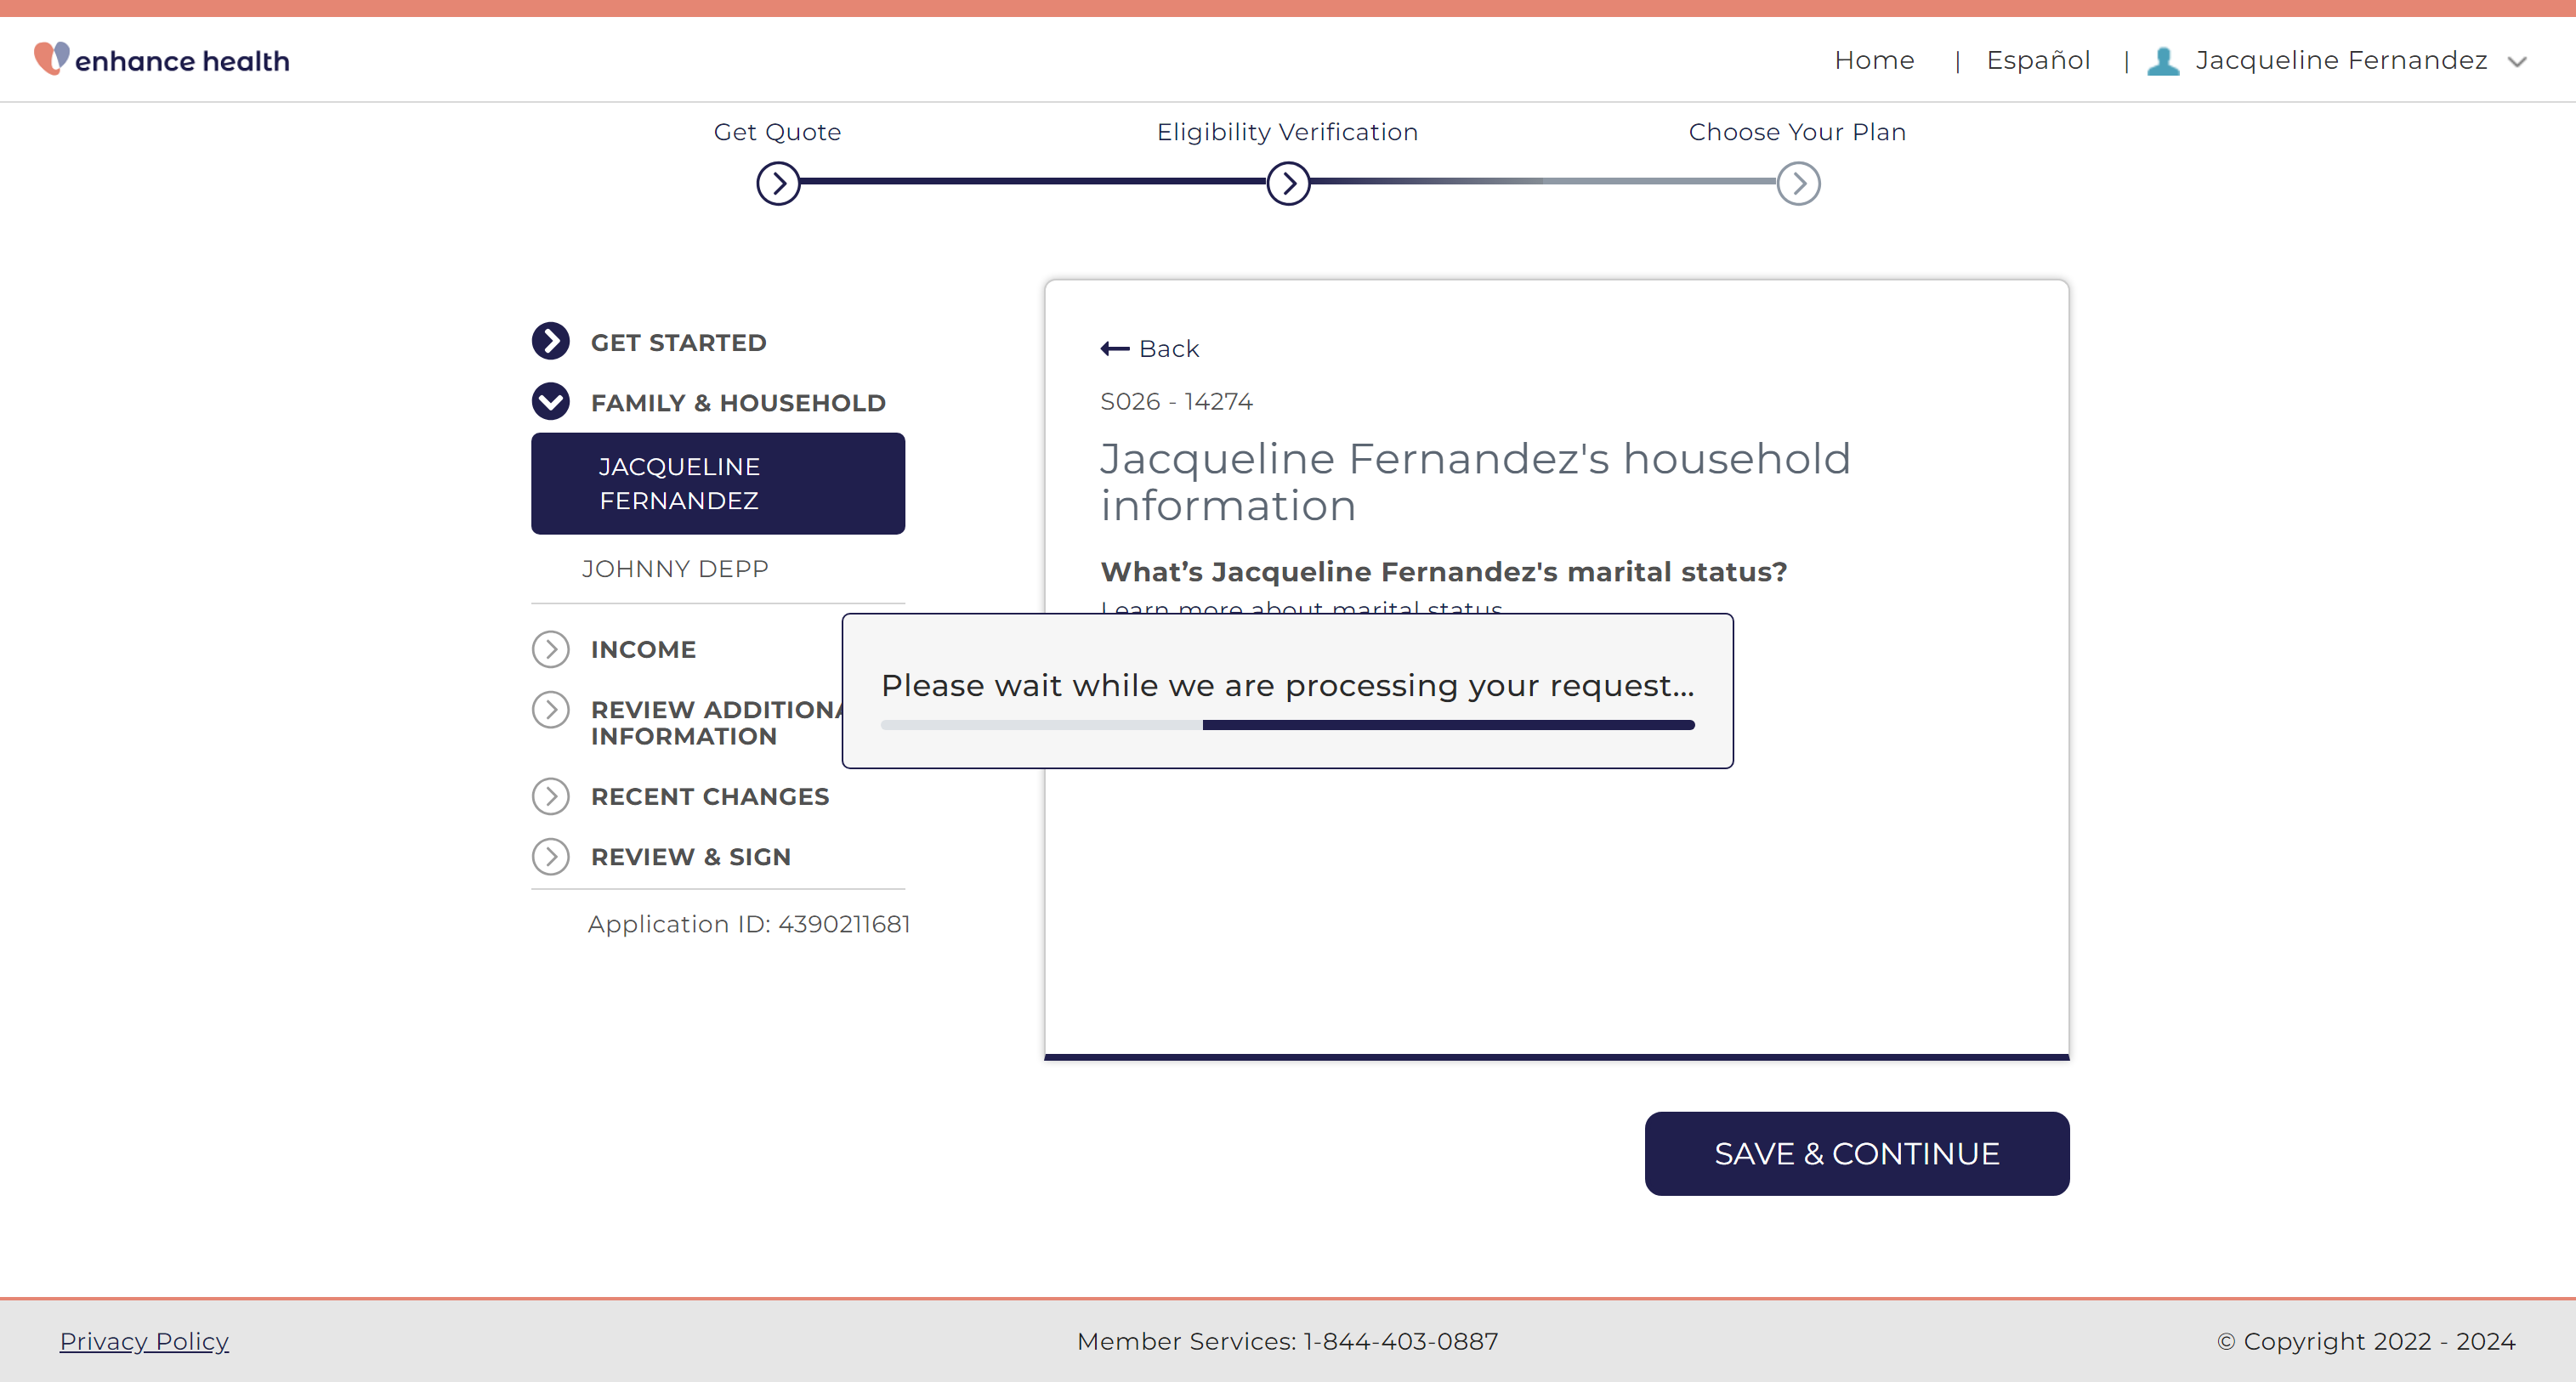 enhance health
Home | Español | Jacqueline Fernandez
Get Quote
Eligibility Verification
Choose Your Plan
GET STARTED
FAMILY & HOUSEHOLD
JACQUELINE
FERNANDEZ
JOHNNY DEPP
INCOME
REVIEW ADDITIONA
INFORMATION
RECENT CHANGES
REVIEW & SIGN
Application ID: 4390211681
Back
S026 - 14274
Jacqueline Fernandez's household
information
What’s Jacqueline Fernandez's marital status?
Learn more about marital status
Please wait while we are processing your request...
SAVE & CONTINUE
Privacy Policy
Member Services: 1-844-403-0887
© Copyright 2022 - 2024